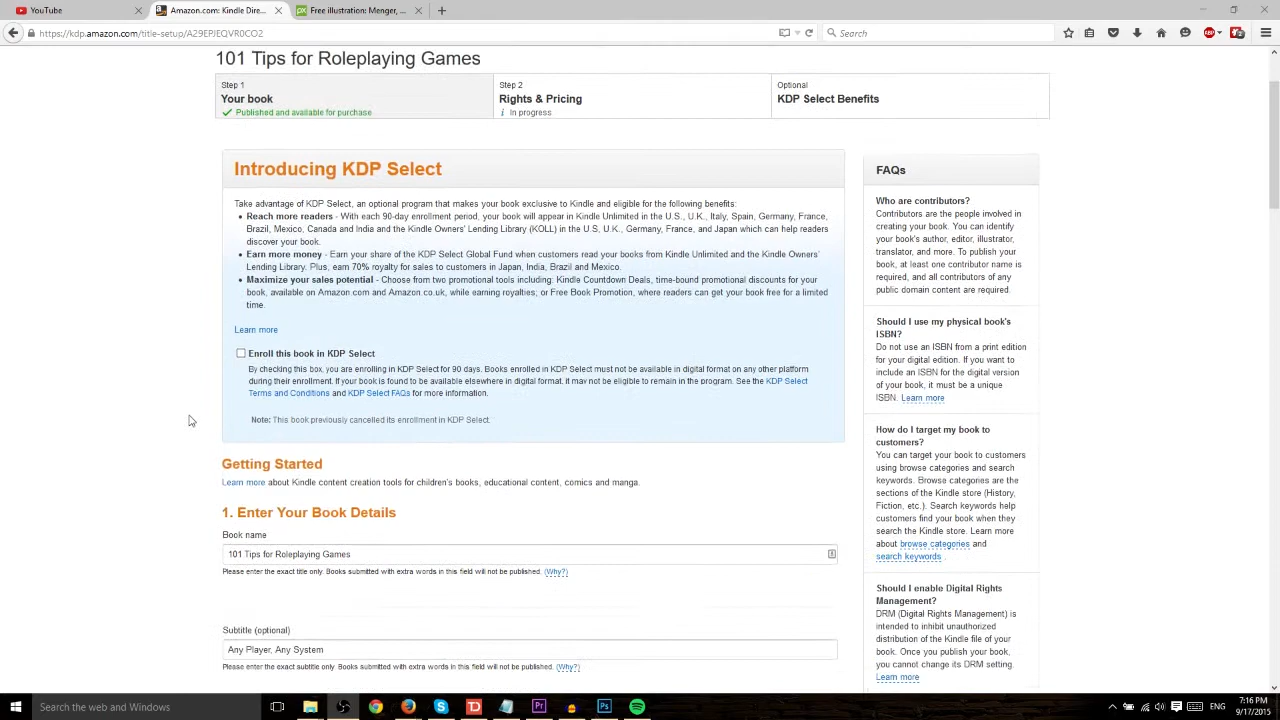 YouTube
Amazon.com: Kindle Dire...
Free illustration: Menger, ...
https://kdp.amazon.com/title-setup/A29EPJEQVR0CO2
Search
101 Tips for Roleplaying Games
Step 1
Your book
Published and available for purchase
Step 2
Rights & Pricing
In progress
Optional
KDP Select Benefits
Introducing KDP Select
Take advantage of KDP Select, an optional program that makes your book exclusive to Kindle and eligible for the following benefits:
Reach more readers - With each 90-day enrollment period, your book will appear in Kindle Unlimited in the U.S., U.K., Italy, Spain, Germany, France,
Brazil, Mexico, Canada and India and the Kindle Owners' Lending Library (KOLL) in the U.S, U.K., Germany, France, and Japan which can help readers
discover your book.
Earn more money - Earn your share of the KDP Select Global Fund when customers read your books from Kindle Unlimited and the Kindle Owners'
Lending Library. Plus, earn 70% royalty for sales to customers in Japan, India, Brazil and Mexico.
Maximize your sales potential - Choose from two promotional tools including: Kindle Countdown Deals, time-bound promotional discounts for your
book, available on Amazon.com and Amazon.co.uk, while earning royalties; or Free Book Promotion, where readers can get your book free for a limited
time.
Learn more
Enroll this book in KDP Select
By checking this box, you are enrolling in KDP Select for 90 days. Books enrolled in KDP Select must not be available in digital format on any other platform
during their enrollment. If your book is found to be available elsewhere in digital format, it may not be eligible to remain in the program. See the KDP Select
Terms and Conditions and KDP Select FAQs for more information.
Note: This book previously cancelled its enrollment in KDP Select.
Getting Started
Learn more about Kindle content creation tools for children's books, educational content, comics and manga.
1. Enter Your Book Details
Book name
101 Tips for Roleplaying Games
Please enter the exact title only. Books submitted with extra words in this field will not be published. (Why?)
Subtitle (optional)
Any Player, Any System
Please enter the exact subtitle only. Books submitted with extra words in this field will not be published. (Why?)
FAQs
Who are contributors?
Contributors are the people involved in
creating your book. You can identify
your book's author, editor, illustrator,
translator, and more. To publish your
book, at least one contributor name is
required, and all contributors of any
public domain content are required.
Should I use my physical book's
ISBN?
Do not use an ISBN from a print edition
for your digital edition. If you want to
include an ISBN for the digital version
of your book, it must be a unique
ISBN. Learn more
How do I target my book to
customers?
You can target your book to customers
using browse categories and search
keywords. Browse categories are the
sections of the Kindle store (History,
Fiction, etc.). Search keywords help
customers find your book when they
search the Kindle store. Learn more
about browse categories and
search keywords .
Should I enable Digital Rights
Management?
DRM (Digital Rights Management) is
intended to inhibit unauthorized
distribution of the Kindle file of your
book. Once you publish your book,
you cannot change its DRM setting.
Learn more
Search the web and Windows
ENG
7:16 PM
9/17/2015